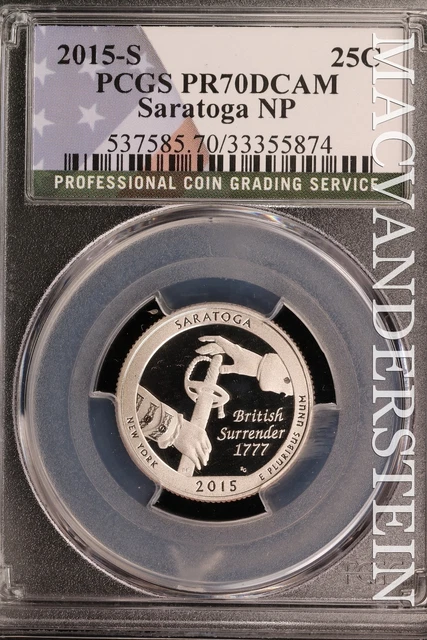 2015-S 25C
PCGS PR70DCAM
Saratoga NP
537585.70/33355874
PROFESSIONAL COIN GRADING SERVICE
MACVANDERSTEIN
SARATOGA
British
Surrender
1777
NEW YORK
2015
E PLURIBUS UNUM